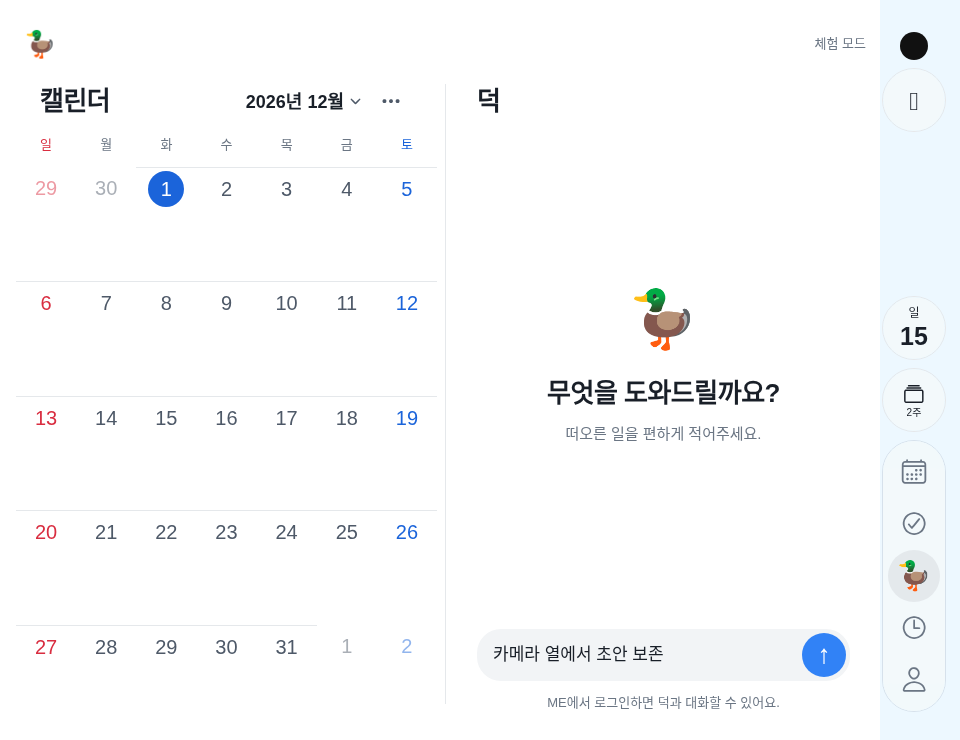 체험 모드
캘린더
2026년 12월
덕
일 월 화 수 목 금 토
29 30 1 2 3 4 5
6 7 8 9 10 11 12
13 14 15 16 17 18 19
20 21 22 23 24 25 26
27 28 29 30 31 1 2
무엇을 도와드릴까요?
떠오른 일을 편하게 적어주세요.
카메라 열에서 초안 보존
ME에서 로그인하면 덕과 대화할 수 있어요.
일
15
2주